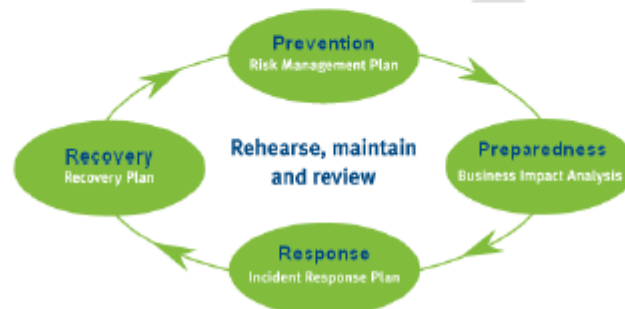 Prevention
Risk Management Plan
Recovery
Recovery Plan
Rehearse, maintain
and review
Preparedness
Business Impact Analysis
Response
Incident Response Plan